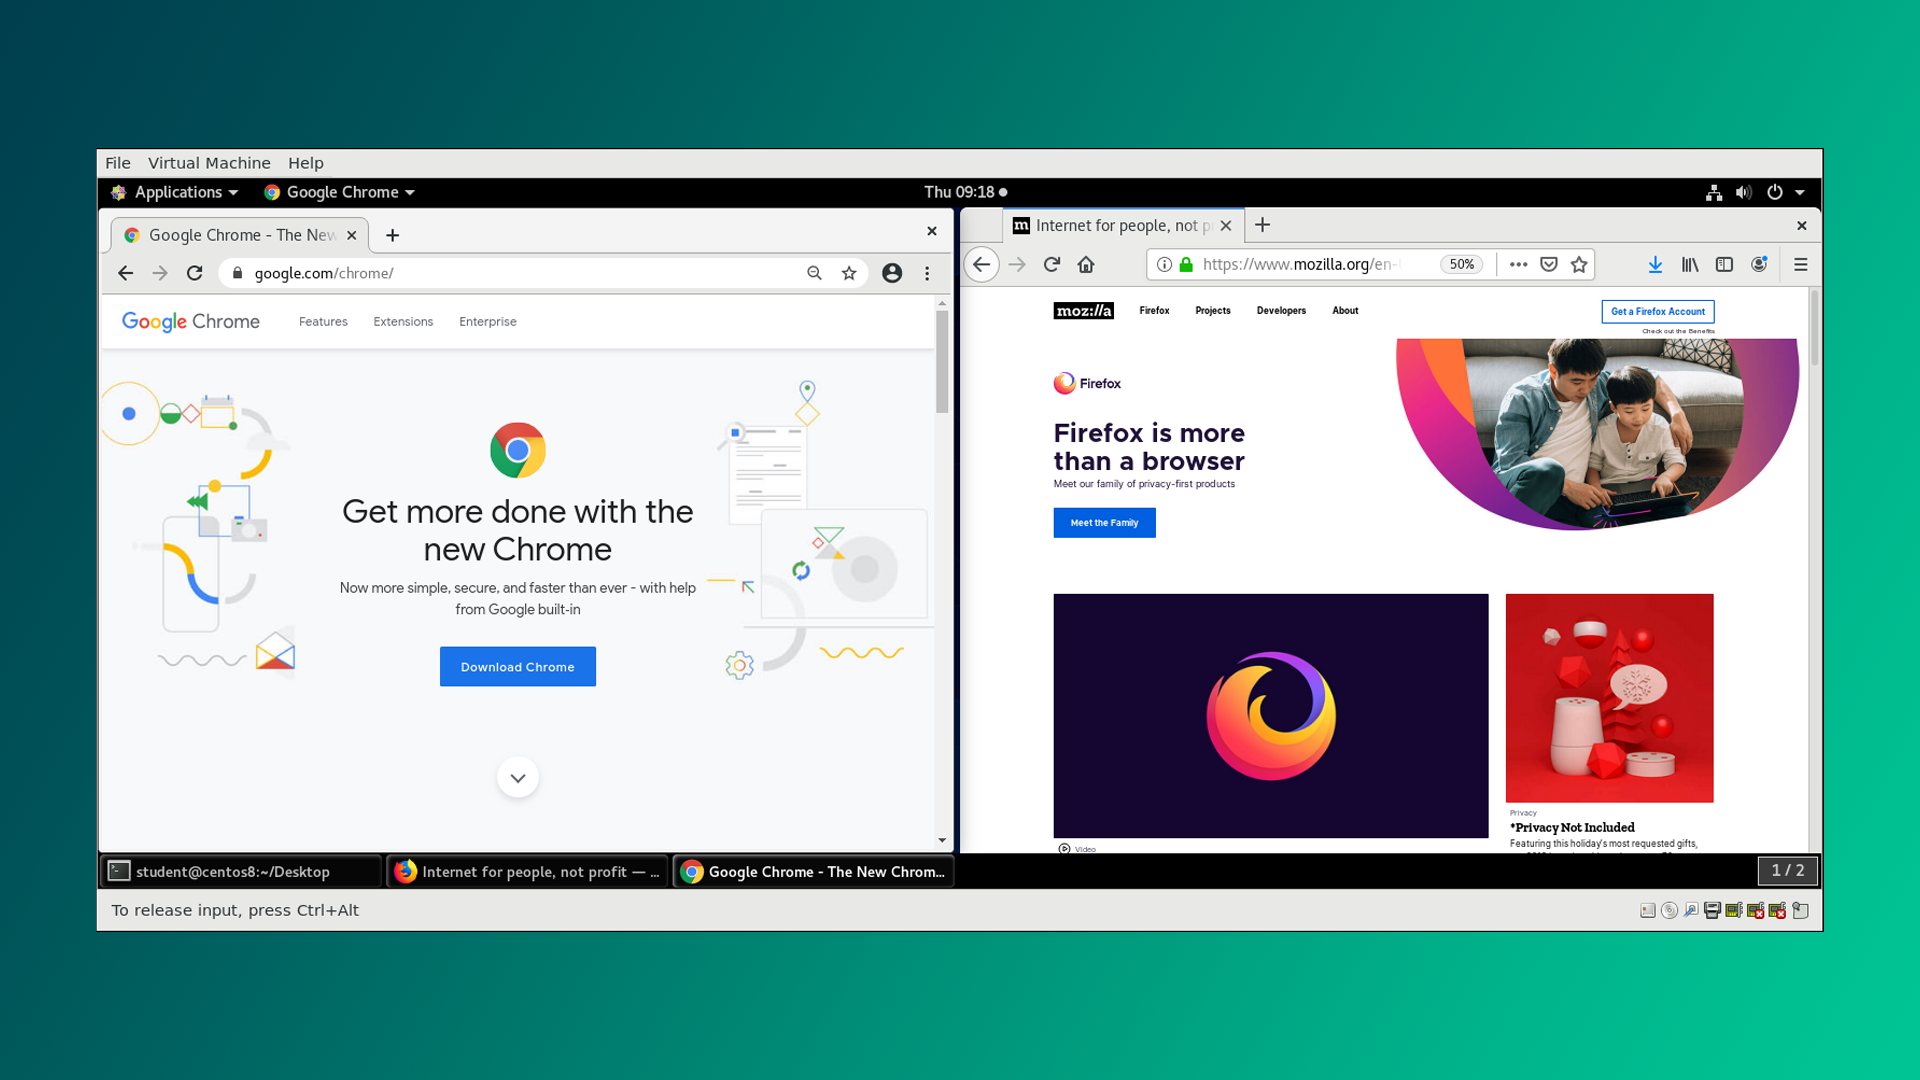 File Virtual Machine Help
Applications Google Chrome Thu 09:18
Google Chrome - The New
google.com/chrome/
Google Chrome Features Extensions Enterprise
Get more done with the
new Chrome
Now more simple, secure, and faster than ever - with help
from Google built-in
Download Chrome
Internet for people, not p
https://www.mozilla.org/en- 50%
moz://a Firefox Projects Developers About Get a Firefox Account
Check out the Benefits
Firefox
Firefox is more
than a browser
Meet our family of privacy-first products
Meet the Family
Video
Privacy
*Privacy Not Included
Featuring this holiday's most requested gifts,
student@centos8:~/Desktop Internet for people, not profit — ... Google Chrome - The New Chrom... 1 / 2
To release input, press Ctrl+Alt